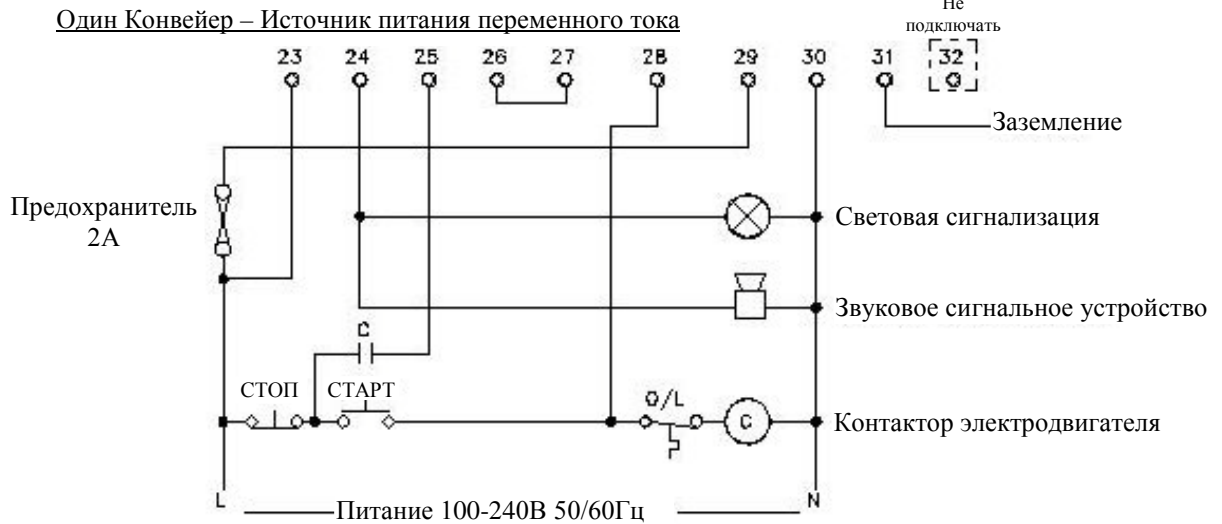 Один Конвейер – Источник питания переменного тока
Не
подключать
23 24 25 26 27 28 29 30 31 32
Заземление
Предохранитель
2А
Световая сигнализация
Звуковое сигнальное устройство
C
СТОП СТАРТ
O/L
C
Контактор электродвигателя
L
Питание 100-240В 50/60Гц
N